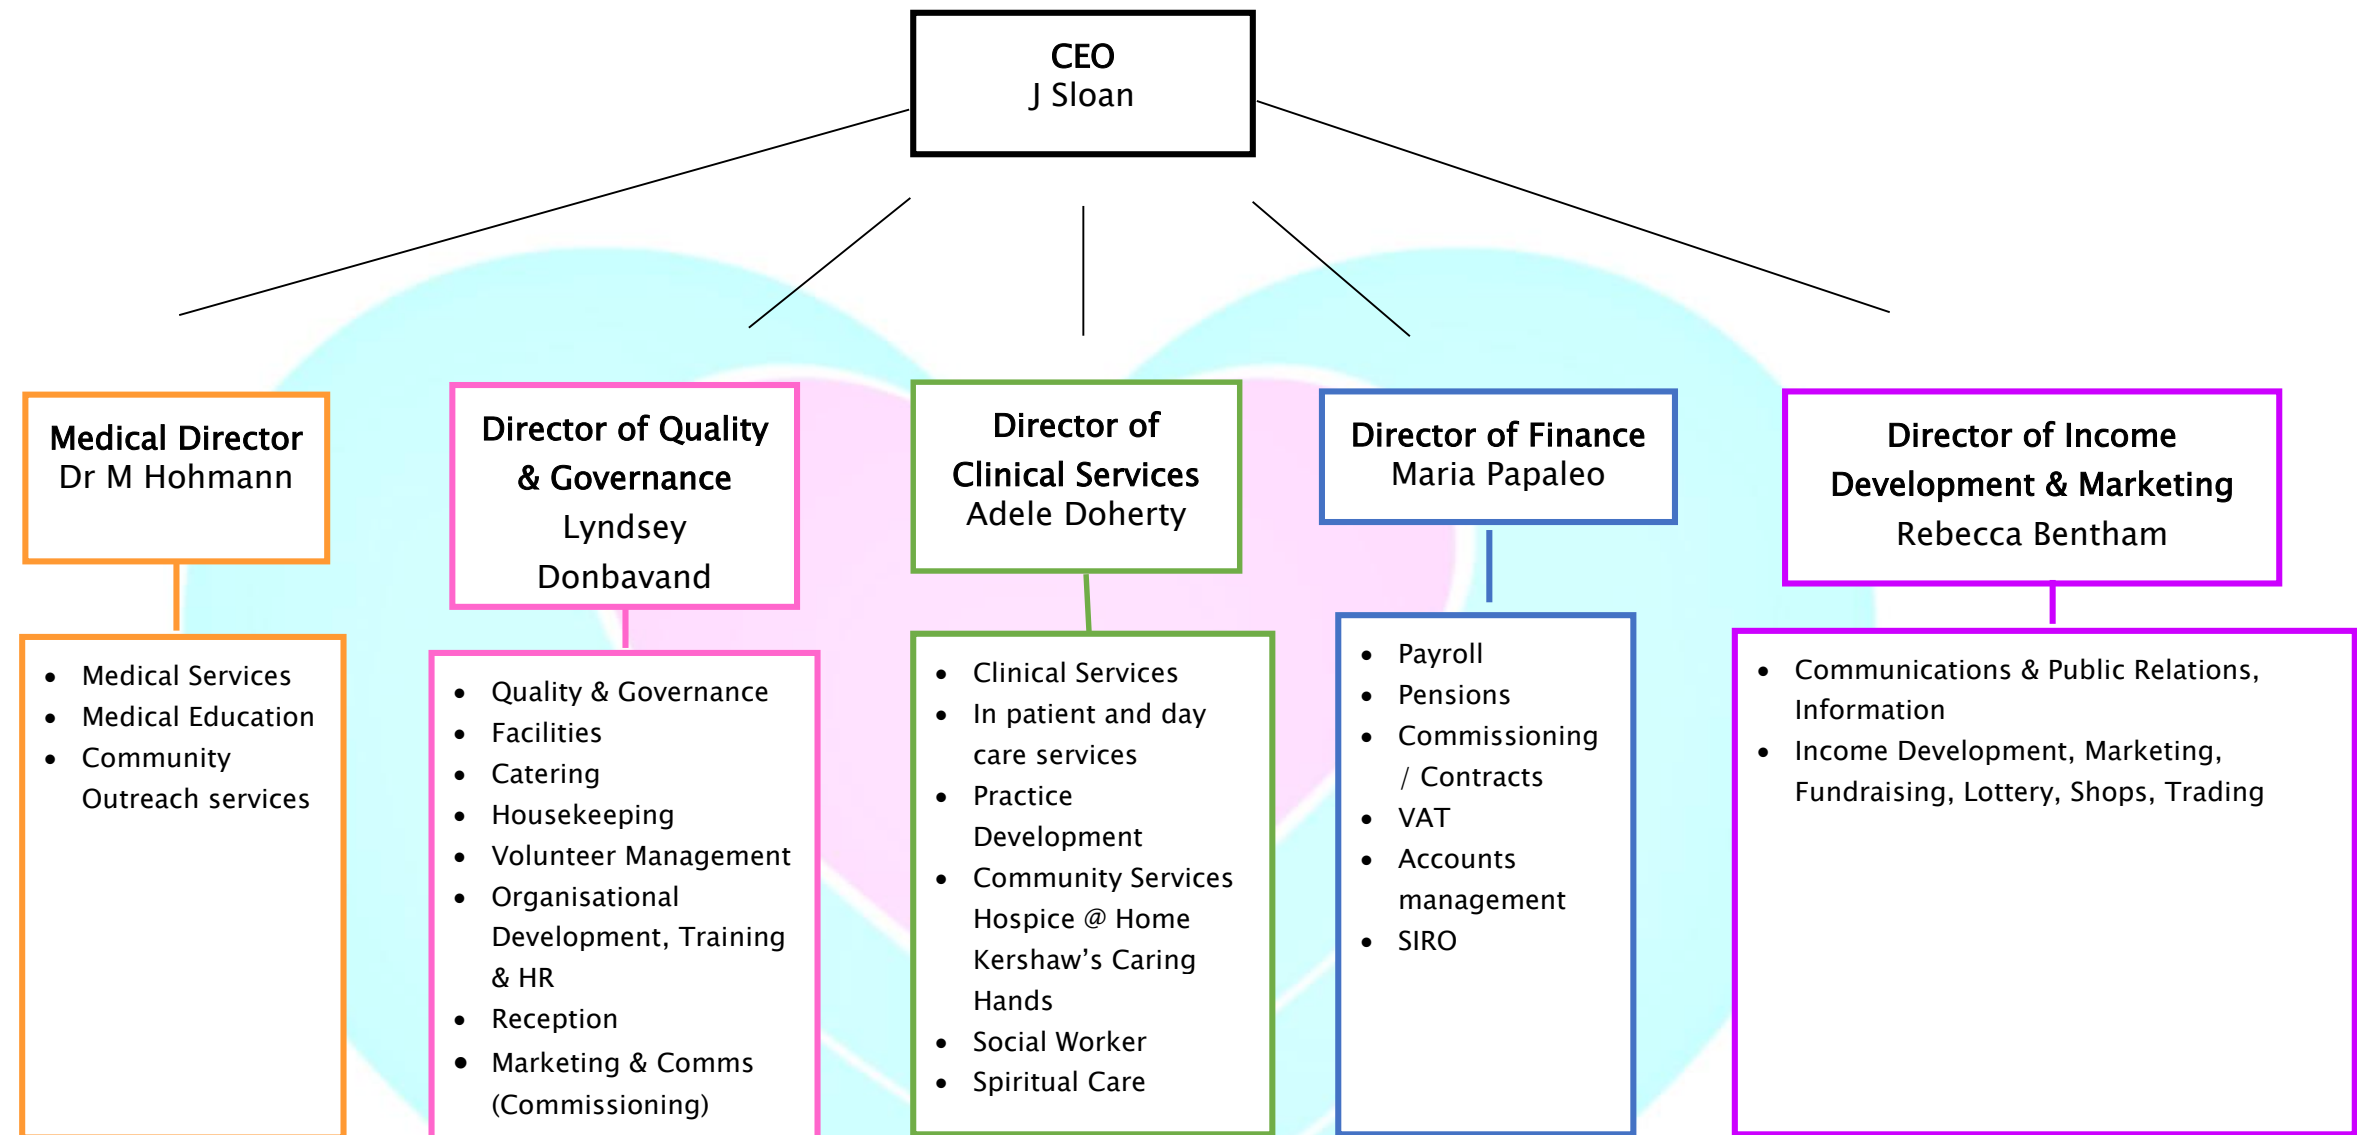 CEO
J Sloan
Medical Director
Dr M Hohmann
Director of Quality
& Governance
Lyndsey
Donbavand
Director of
Clinical Services
Adele Doherty
Director of Finance
Maria Papaleo
Director of Income
Development & Marketing
Rebecca Bentham
• Medical Services
• Medical Education
• Community
Outreach services
• Quality & Governance
• Facilities
• Catering
• Housekeeping
• Volunteer Management
• Organisational
Development, Training
& HR
• Reception
• Marketing & Comms
(Commissioning)
• Clinical Services
• In patient and day
care services
• Practice
Development
• Community Services
Hospice @ Home
Kershaw’s Caring
Hands
• Social Worker
• Spiritual Care
• Payroll
• Pensions
• Commissioning
/ Contracts
• VAT
• Accounts
management
• SIRO
• Communications & Public Relations,
Information
• Income Development, Marketing,
Fundraising, Lottery, Shops, Trading